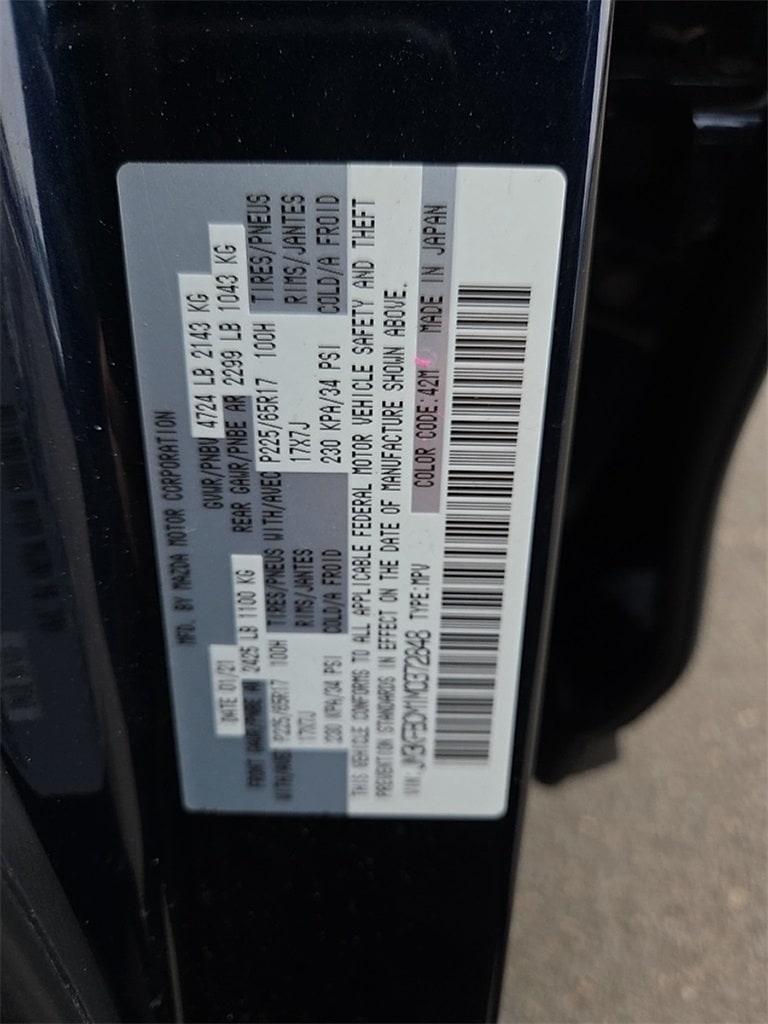 MFD. BY MAZDA MOTOR CORPORATION
DATE 01/21 GVWR/PNBV 4724 LB 2143 KG
FRONT GAWR/PNBE AV 2425 LB 1100 KG REAR GAWR/PNBE AR 2299 LB 1043 KG
WITH/AVEC P225/65R17 100H TIRES/PNEUS WITH/AVEC P225/65R17 100H TIRES/PNEUS
17X7J RIMS/JANTES 17X7J RIMS/JANTES
230 KPA/34 PSI COLD/A FROID 230 KPA/34 PSI COLD/A FROID
THIS VEHICLE CONFORMS TO ALL APPLICABLE FEDERAL MOTOR VEHICLE SAFETY AND THEFT
PREVENTION STANDARDS IN EFFECT ON THE DATE OF MANUFACTURE SHOWN ABOVE.
VIN: TYPE:MPV COLOR CODE:42M MADE IN JAPAN